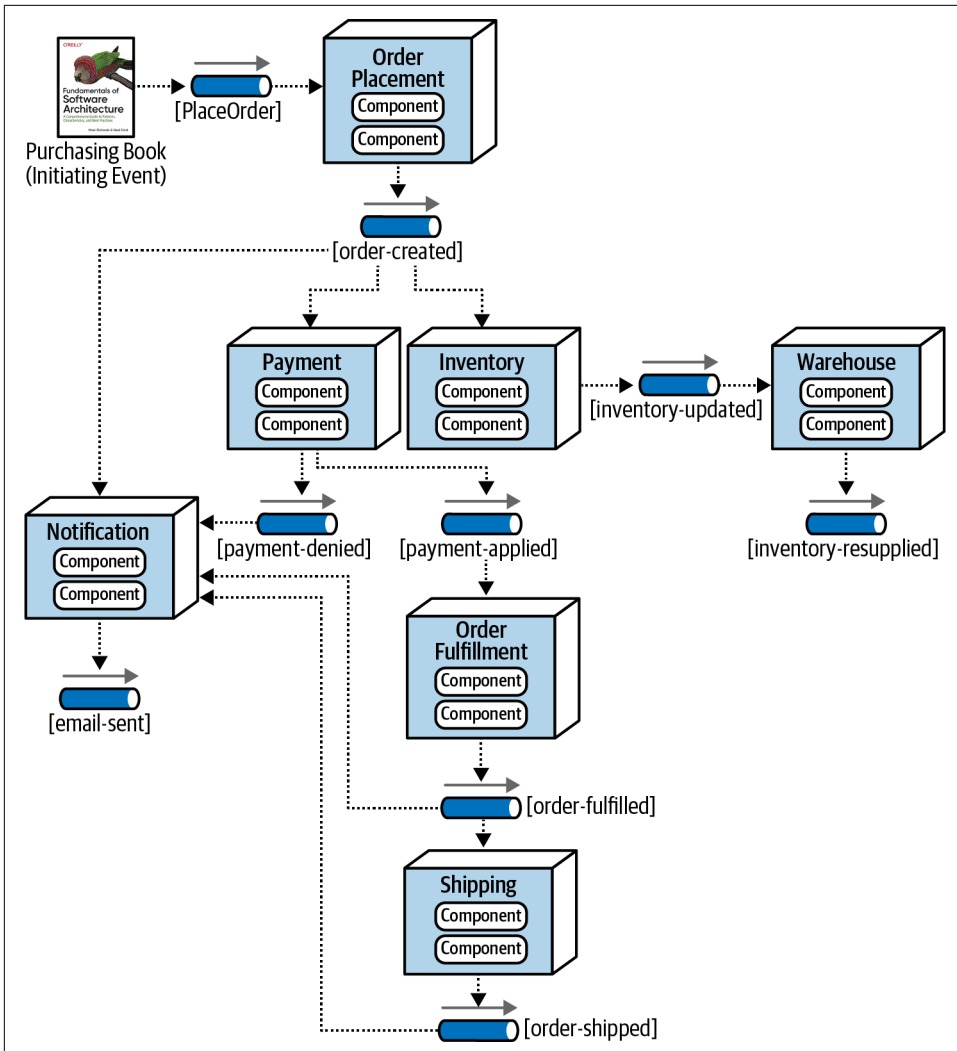 O'REILLY
Fundamentals of
Software
Architecture
Purchasing Book
(Initiating Event)
[PlaceOrder]
Order
Placement
Component
Component
[order-created]
Payment
Component
Component
Inventory
Component
Component
[inventory-updated]
Warehouse
Component
Component
Notification
Component
Component
[payment-denied]
[payment-applied]
[inventory-resupplied]
[email-sent]
Order
Fulfillment
Component
Component
[order-fulfilled]
Shipping
Component
Component
[order-shipped]